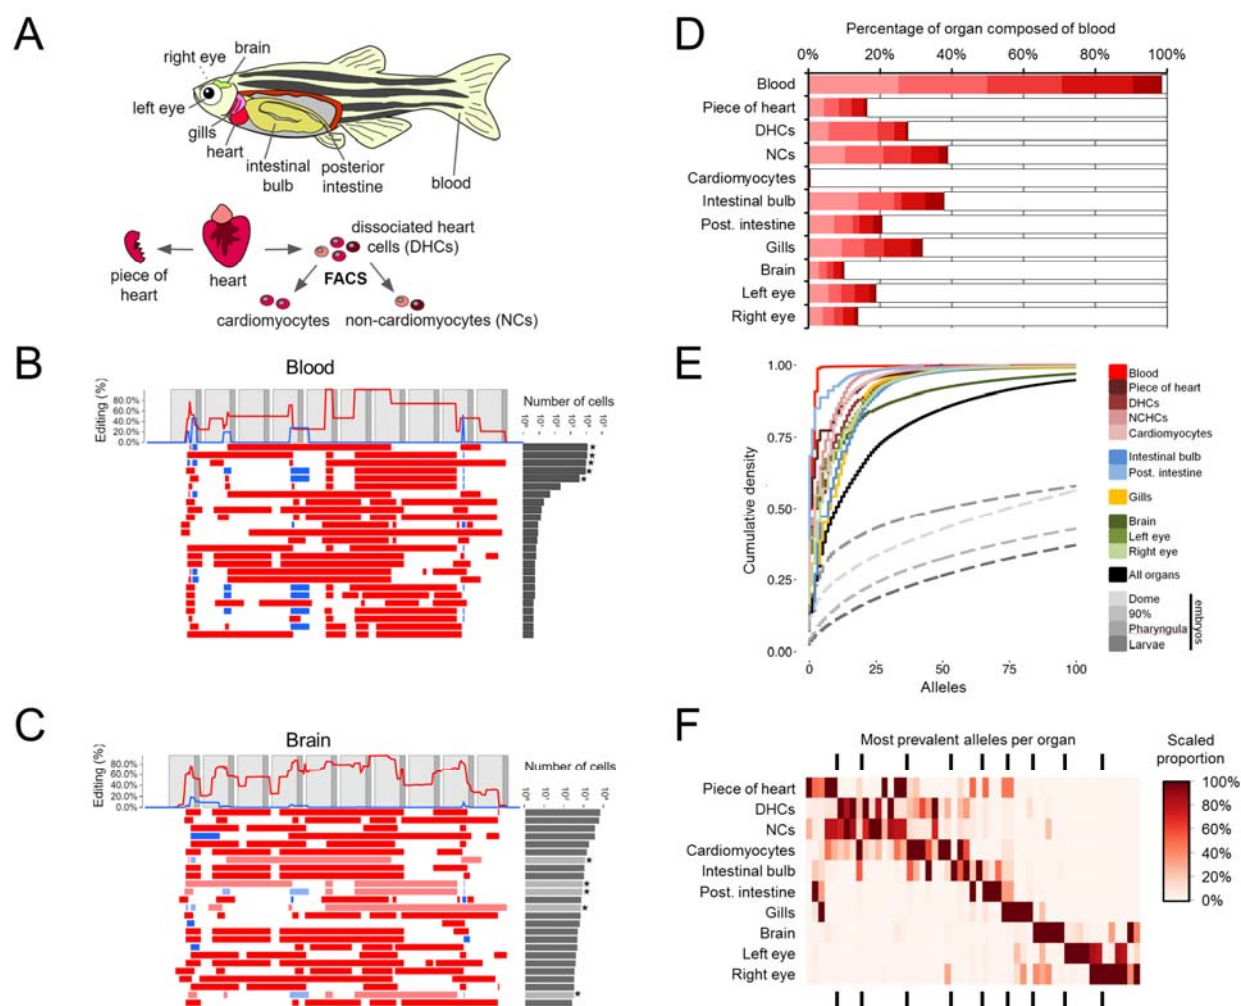 A
right eye
brain
left eye
gills
heart
intestinal
bulb
posterior
intestine
blood
dissociated heart
cells (DHCs)
piece of
heart
heart
FACS
cardiomyocytes
non-cardiomyocytes (NCs)
B
Blood
Editing (%)
80.0%
60.0%
40.0%
20.0%
0.0%
Number of cells
C
Brain
Editing (%)
80.0%
60.0%
40.0%
20.0%
0.0%
Number of cells
D
Percentage of organ composed of blood
0% 20% 40% 60% 80% 100%
Blood
Piece of heart
DHCs
NCs
Cardiomyocytes
Intestinal bulb
Post. intestine
Gills
Brain
Left eye
Right eye
E
Cumulative density
1.00
0.75
0.50
0.25
0.00
0 25 50 75 100
Alleles
Blood
Piece of heart
DHCs
NCHCs
Cardiomyocytes
Intestinal bulb
Post. intestine
Gills
Brain
Left eye
Right eye
All organs
Dome
90%
Pharyngula
Larvae
embryos
F
Most prevalent alleles per organ
Scaled
proportion
Piece of heart
DHCs
NCs
Cardiomyocytes
Intestinal bulb
Post. intestine
Gills
Brain
Left eye
Right eye
100%
80%
60%
40%
20%
0%